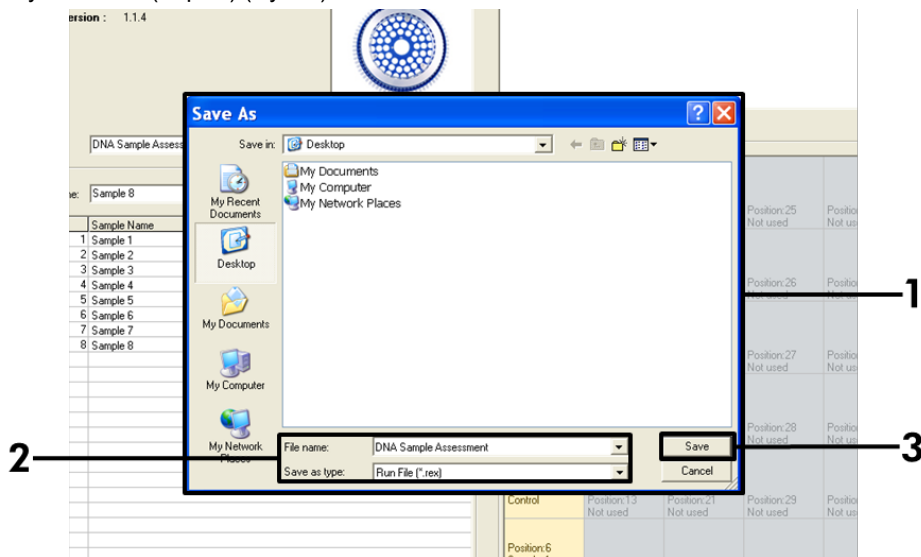 ersion : 1.1.4
Save As
DNA Sample Assess
Save in:
Desktop
My Documents
My Computer
My Network Places
My Recent
Documents
Desktop
My Documents
My Computer
My Network
Places
Sample 8
Sample Name
1 Sample 1
2 Sample 2
3 Sample 3
4 Sample 4
5 Sample 5
6 Sample 6
7 Sample 7
8 Sample 8
File name:
DNA Sample Assessment
Save as type:
Run File (*.rex)
Save
Cancel
Position:25
Not used
Position:26
Not used
Position:27
Not used
Position:28
Not used
Control
Position:13
Not used
Position:21
Not used
Position:29
Not used
Position:6
1
2
3